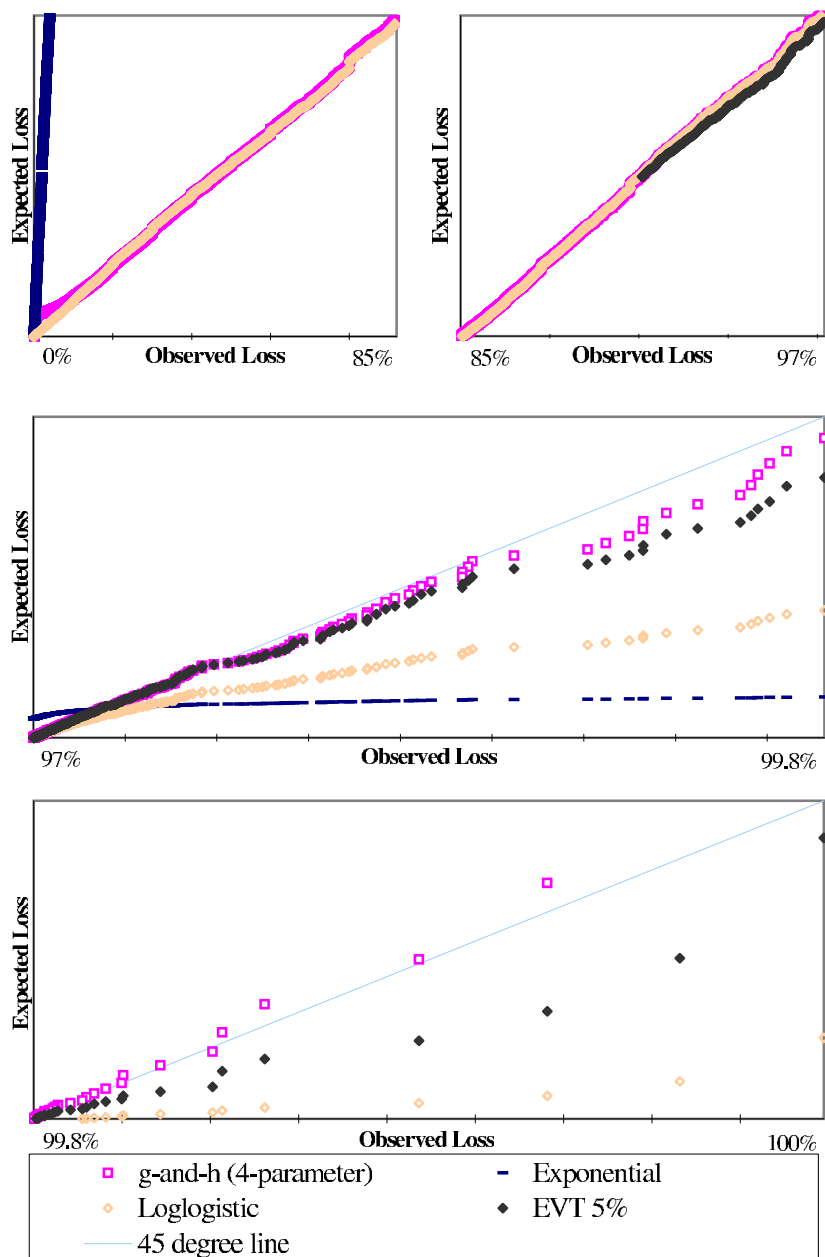 Expected Loss
0%
Observed Loss
85%
Expected Loss
85%
Observed Loss
97%
Expected Loss
97%
Observed Loss
99.8%
Expected Loss
99.8%
Observed Loss
100%
g-and-h (4-parameter)
Exponential
Loglogistic
EVT 5%
45 degree line